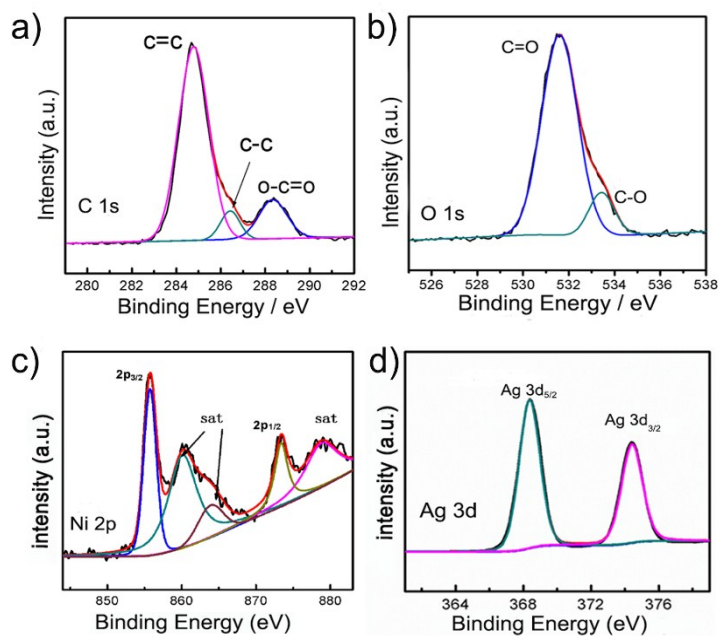 a)
C=C
C-C
O-C=O
C 1s
Intensity (a.u.)
280 282 284 286 288 290 292
Binding Energy / eV
b)
C=O
C-O
O 1s
Intensity (a.u.)
526 528 530 532 534 536 538
Binding Energy / eV
c)
2p3/2
sat
2p1/2
sat
Ni 2p
intensity (a.u.)
850 860 870 880
Binding Energy (eV)
d)
Ag 3d5/2
Ag 3d3/2
Ag 3d
intensity (a.u.)
364 368 372 376
Binding Energy (eV)